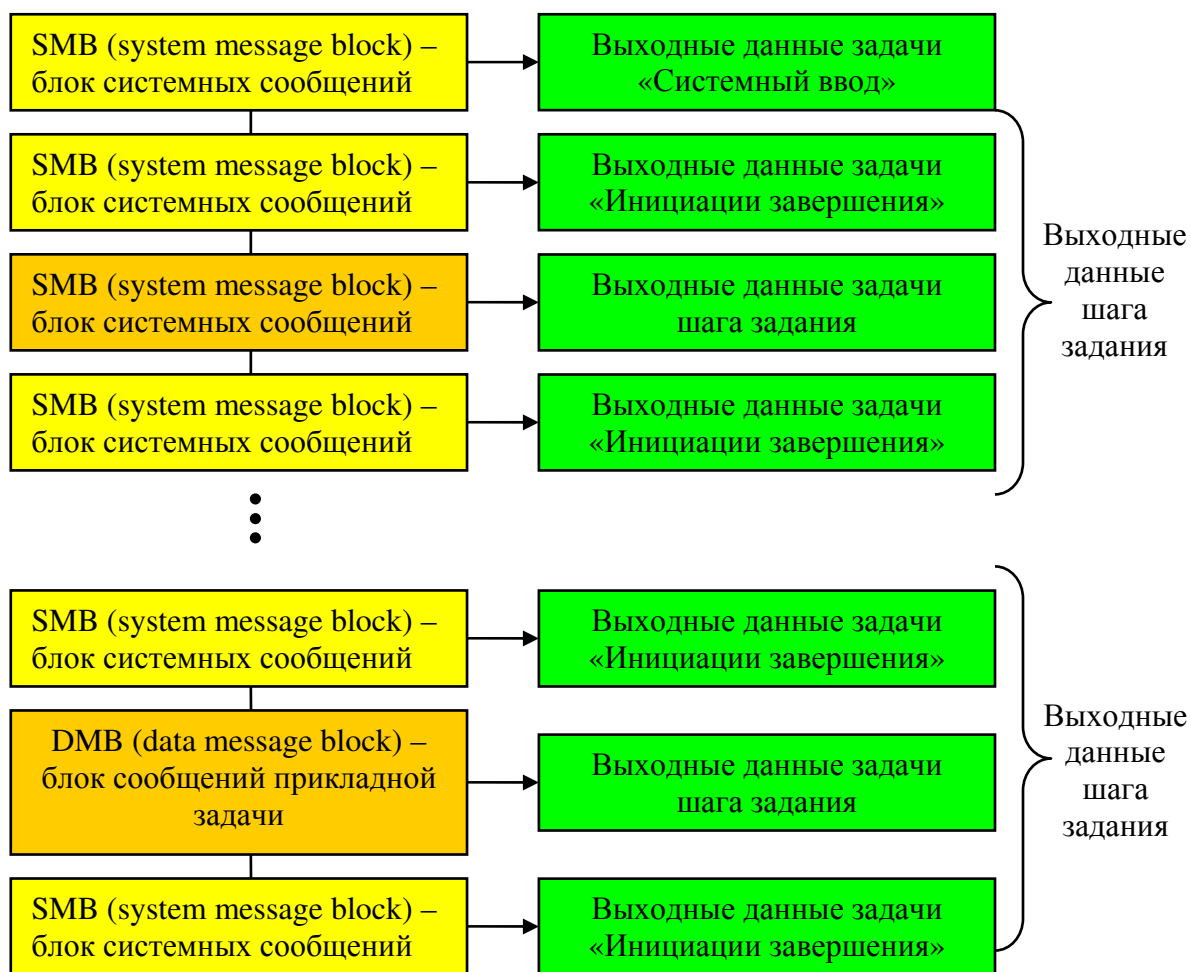 SMB (system message block) –
блок системных сообщений
Выходные данные задачи
«Системный ввод»
SMB (system message block) –
блок системных сообщений
Выходные данные задачи
«Инициации завершения»
SMB (system message block) –
блок системных сообщений
Выходные данные задачи
шага задания
SMB (system message block) –
блок системных сообщений
Выходные данные задачи
«Инициации завершения»
Выходные
данные
шага
задания
SMB (system message block) –
блок системных сообщений
Выходные данные задачи
«Инициации завершения»
DMB (data message block) –
блок сообщений прикладной
задачи
Выходные данные задачи
шага задания
SMB (system message block) –
блок системных сообщений
Выходные данные задачи
«Инициации завершения»
Выходные
данные
шага
задания